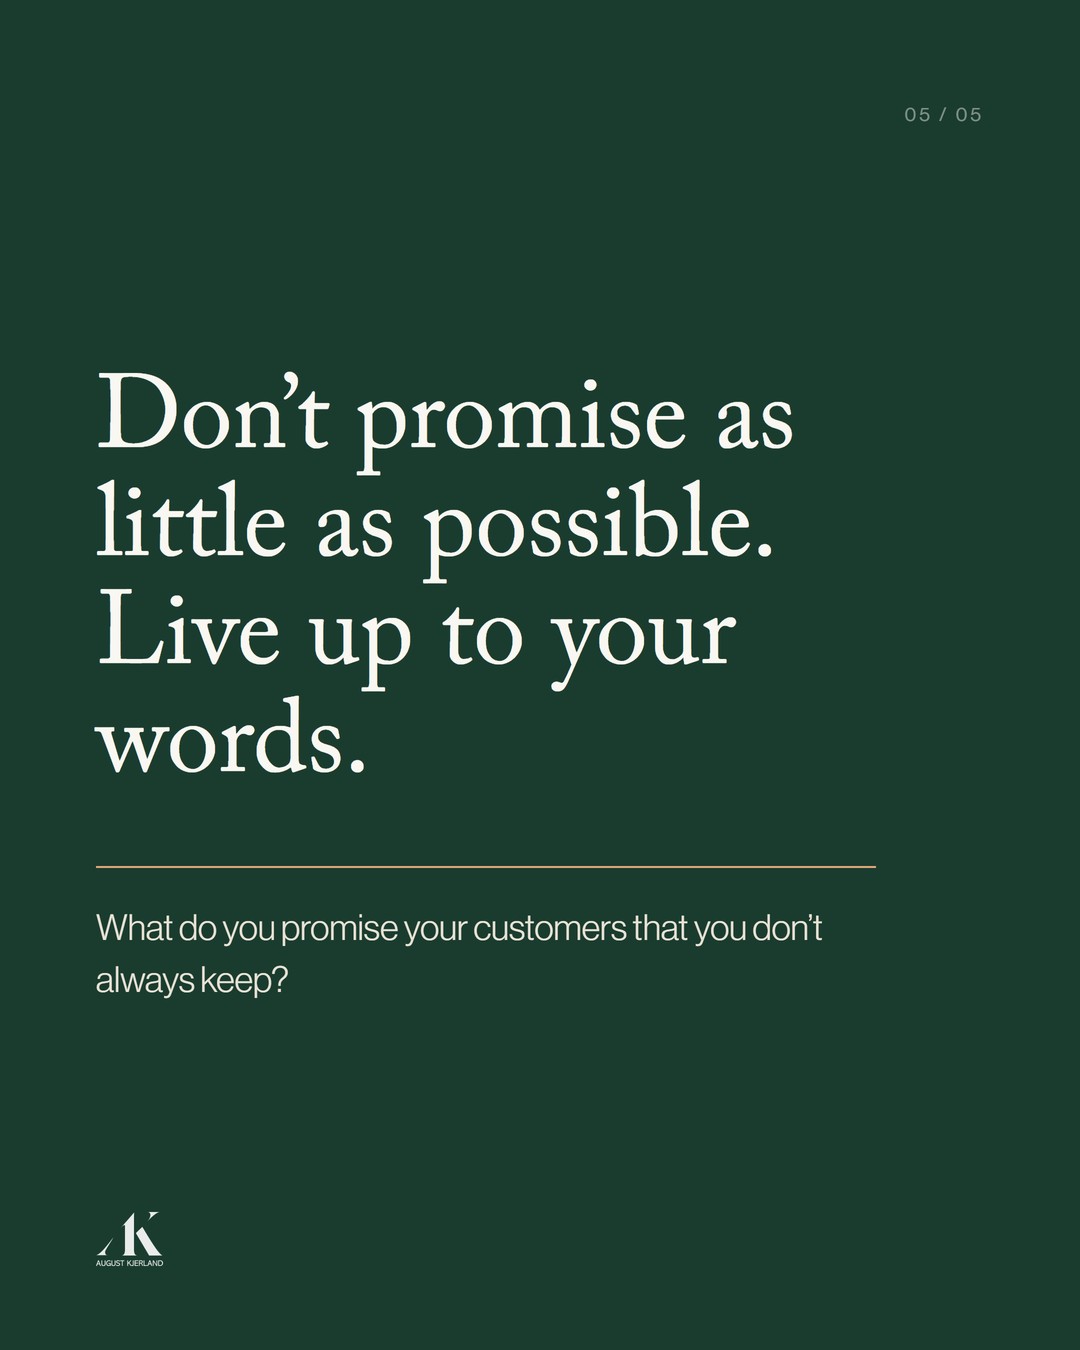 05 / 05
Don’t promise as
little as possible.
Live up to your
words.
What do you promise your customers that you don’t
always keep?
AK
AUGUST KJERLAND